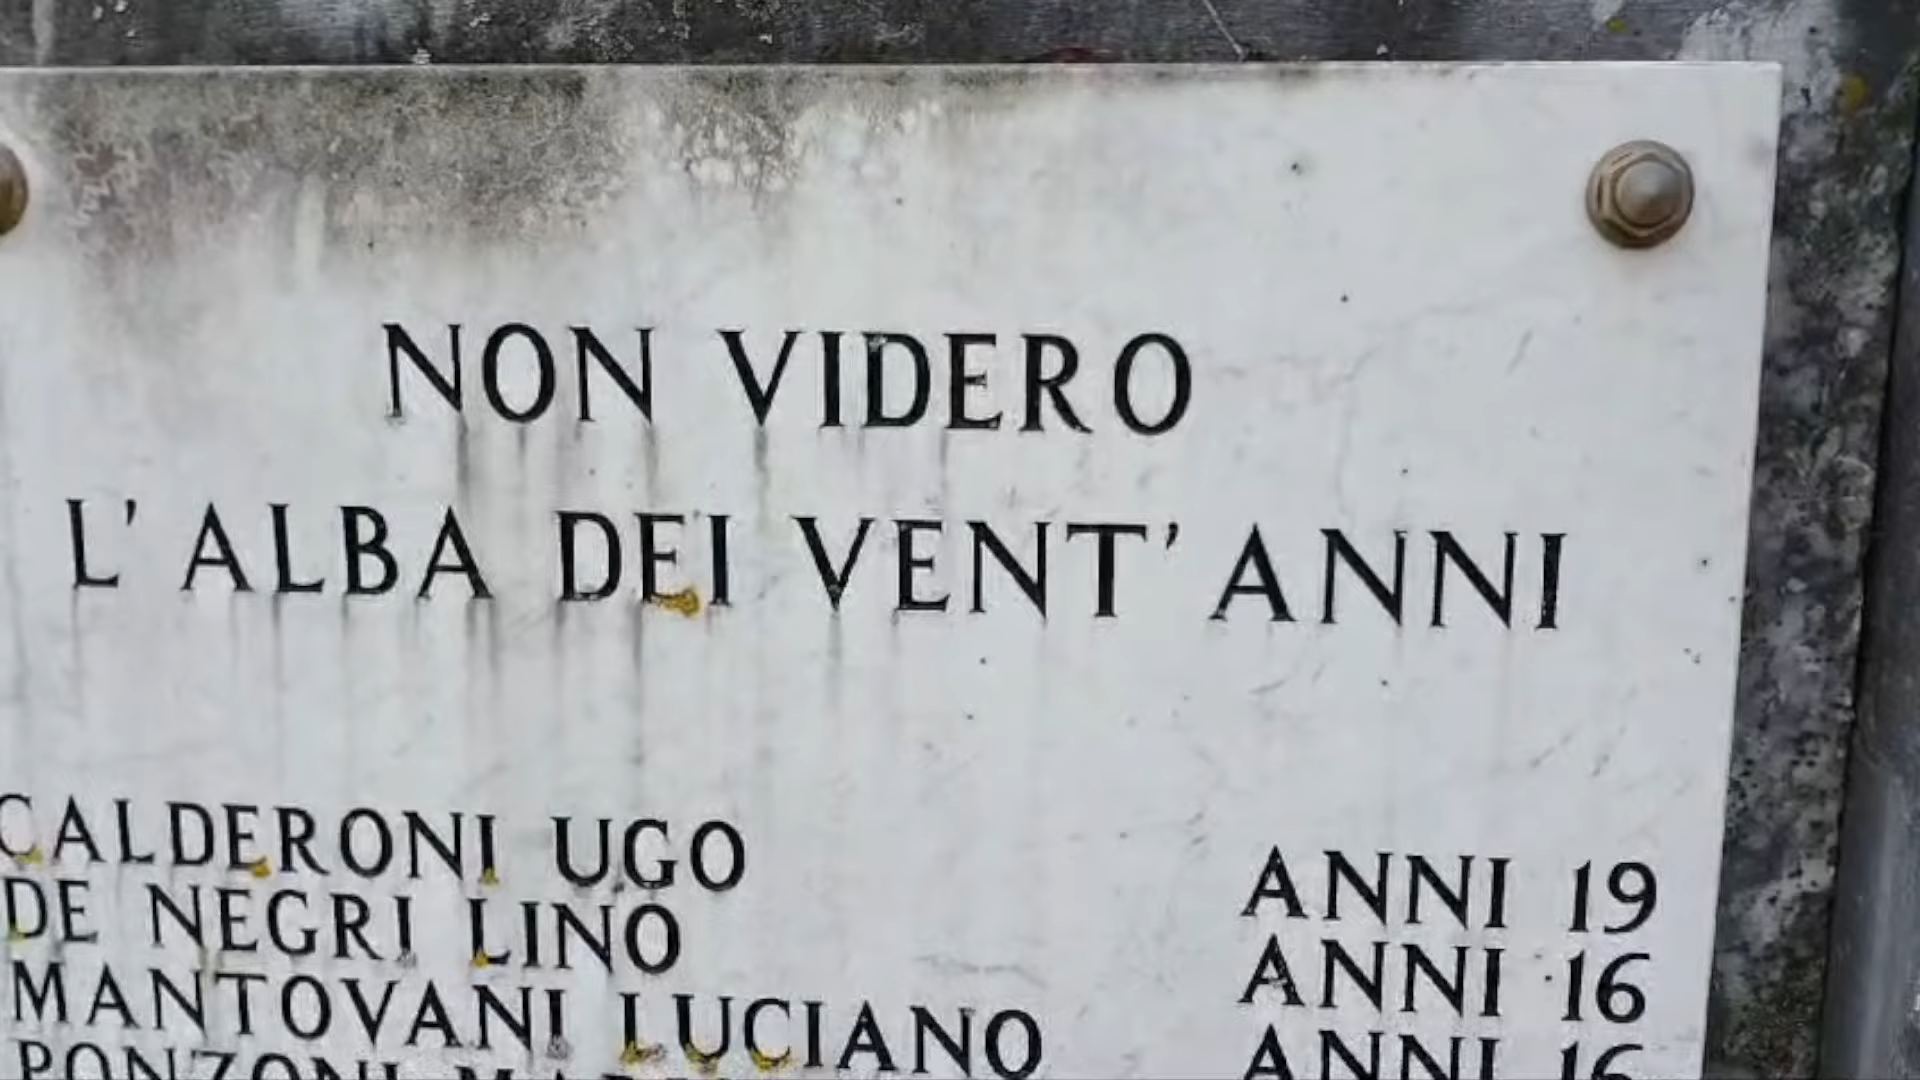 NON VIDERO
L'ALBA DEI VENT'ANNI
CALDERONI UGO ANNI 19
DE NEGRI LINO ANNI 16
MANTOVANI LUCIANO ANNI 16
PONZONI